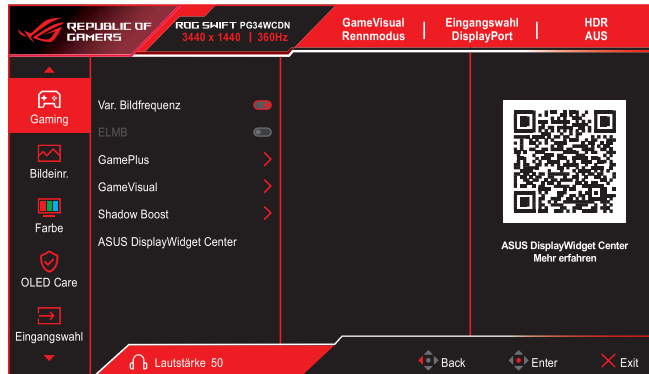 REPUBLIC OF
GAMERS
ROG SWIFT PG34WCDN
3440 x 1440 | 360Hz
GameVisual
Rennmodus
Eingangswahl
DisplayPort
HDR
AUS
Gaming
Bildeinr.
Farbe
OLED Care
Eingangswahl
Var. Bildfrequenz
ELMB
GamePlus
GameVisual
Shadow Boost
ASUS DisplayWidget Center
ASUS DisplayWidget Center
Mehr erfahren
Lautstärke 50
Back
Enter
Exit